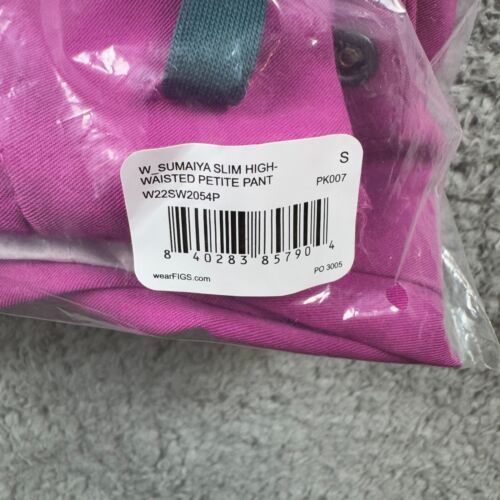 W_SUMAIYA SLIM HIGH-
WAISTED PETITE PANT
W22SW2054P
S
PK007
8 40283 85790 4
wearFIGS.com
PO 3005